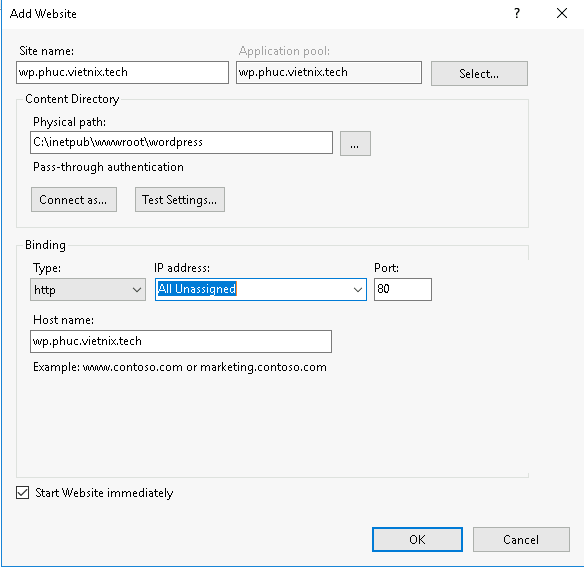 Add Website
?
Site name:
Application pool:
wp.phuc.vietnix.tech
wp.phuc.vietnix.tech
Select...
Content Directory
Physical path:
C:\inetpub\wwwroot\wordpress
...
Pass-through authentication
Connect as...
Test Settings...
Binding
Type:
IP address:
Port:
http
All Unassigned
80
Host name:
wp.phuc.vietnix.tech
Example: www.contoso.com or marketing.contoso.com
Start Website immediately
OK
Cancel